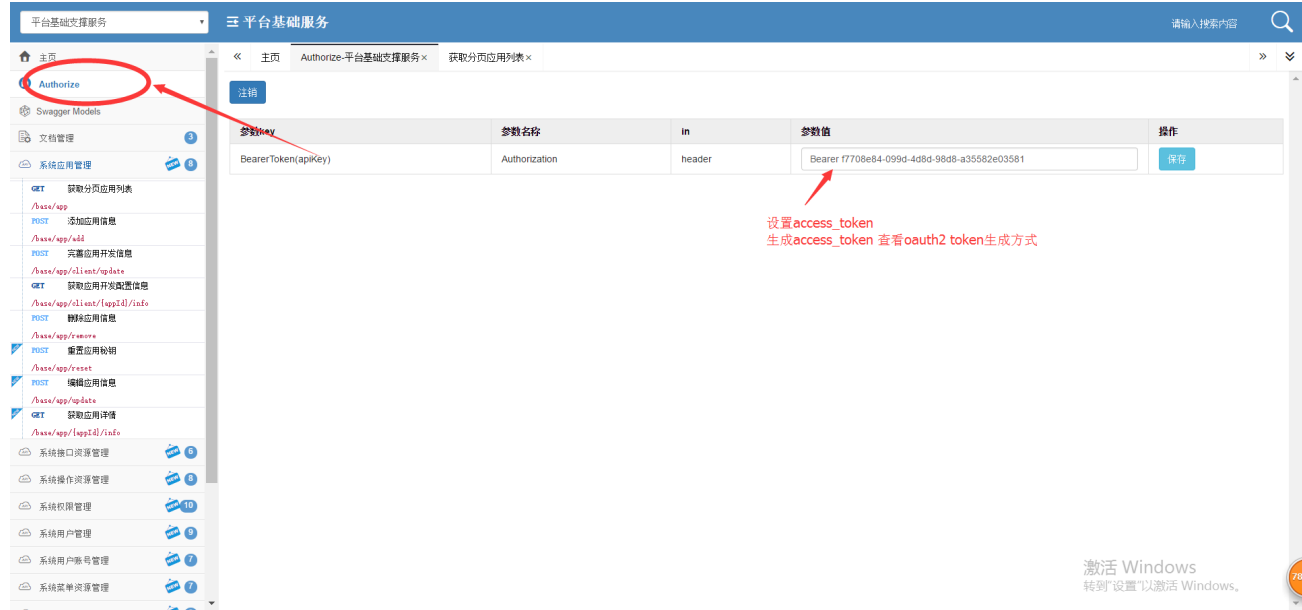 平台基础支撑服务
平台基础服务
请输入搜索内容
主页
Authorize
Swagger Models
文档管理 3
系统应用管理 NEW 8
GET 获取分页应用列表
/base/app
POST 添加应用信息
/base/app/add
POST 完善应用开发信息
/base/app/client/update
GET 获取应用开发配置信息
/base/app/client/{appId}/info
POST 删除应用信息
/base/app/remove
POST 重置应用秘钥
/base/app/reset
POST 编辑应用信息
/base/app/update
GET 获取应用详情
/base/app/{appId}/info
系统接口资源管理 NEW 6
系统操作资源管理 NEW 8
系统权限管理 NEW 10
系统用户管理 NEW 9
系统用户账号管理 NEW 7
系统菜单资源管理 NEW 7
主页 Authorize-平台基础支撑服务× 获取分页应用列表×
注销
参数key 参数名称 in 参数值 操作
BearerToken(apiKey) Authorization header Bearer f7708e84-099d-4d8d-98d8-a35582e03581 保存
设置access_token
生成access_token 查看oauth2 token生成方式
激活 Windows
转到"设置"以激活 Windows。
78